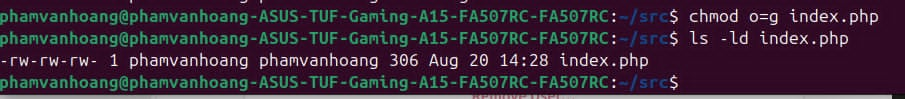 phamvanhoang@phamvanhoang-ASUS-TUF-Gaming-A15-FA507RC-FA507RC:~/src$ chmod o=g index.php
phamvanhoang@phamvanhoang-ASUS-TUF-Gaming-A15-FA507RC-FA507RC:~/src$ ls -ld index.php
-rw-rw-rw- 1 phamvanhoang phamvanhoang 306 Aug 20 14:28 index.php
phamvanhoang@phamvanhoang-ASUS-TUF-Gaming-A15-FA507RC-FA507RC:~/src$
Remove User...